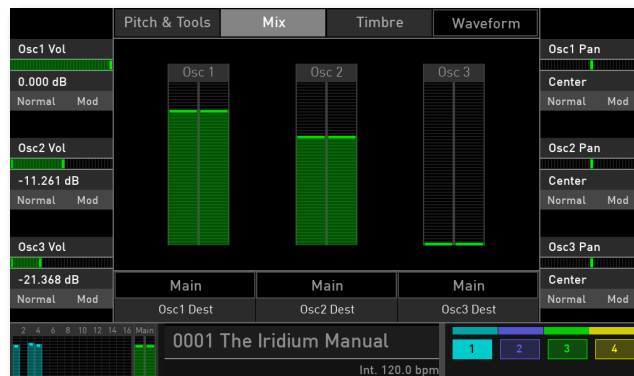 Pitch & Tools Mix Timbre Waveform
Osc1 Vol
0.000 dB
Normal Mod
Osc2 Vol
-11.261 dB
Normal Mod
Osc3 Vol
-21.368 dB
Normal Mod
Osc 1 Osc 2 Osc 3
Main Main Main
Osc1 Dest Osc2 Dest Osc3 Dest
Osc1 Pan
Center
Normal Mod
Osc2 Pan
Center
Normal Mod
Osc3 Pan
Center
Normal Mod
2 4 6 8 10 12 14 16 Main
0001 The Iridium Manual
Int. 120.0 bpm
1 2 3 4